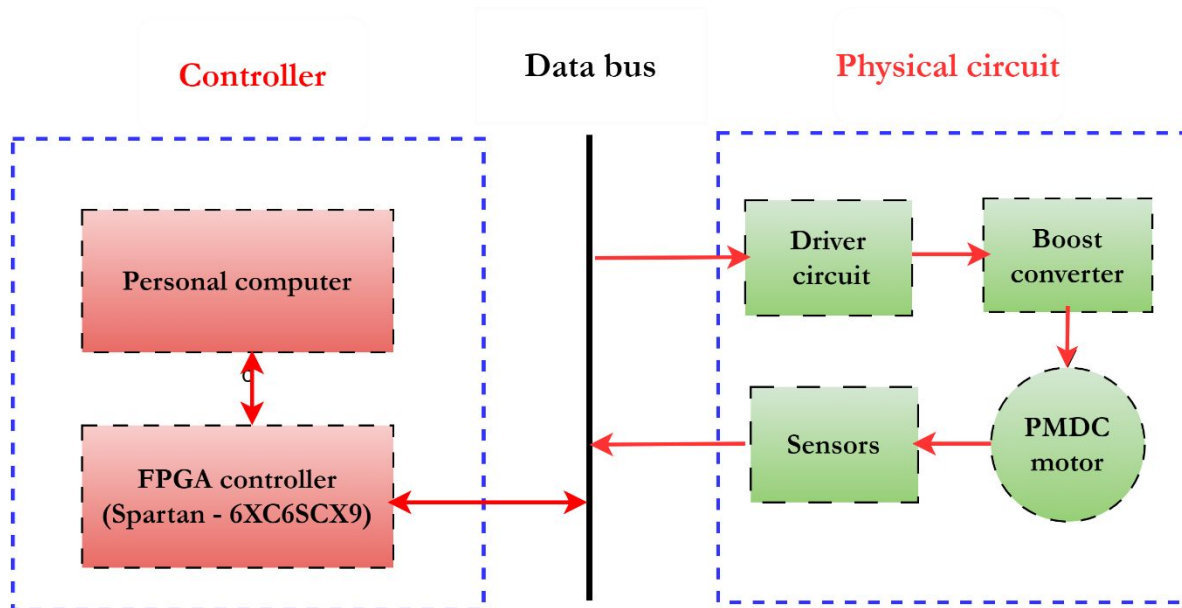 Controller
Data bus
Physical circuit
Personal computer
FPGA controller
(Spartan - 6XC6SCX9)
Driver
circuit
Boost
converter
Sensors
PMDC
motor